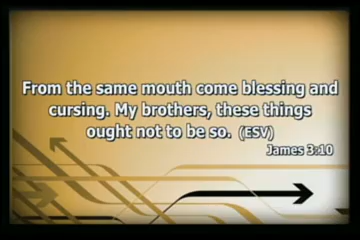 From the same mouth come blessing and
cursing. My brothers, these things
ought not to be so. (ESV)
James 3:10